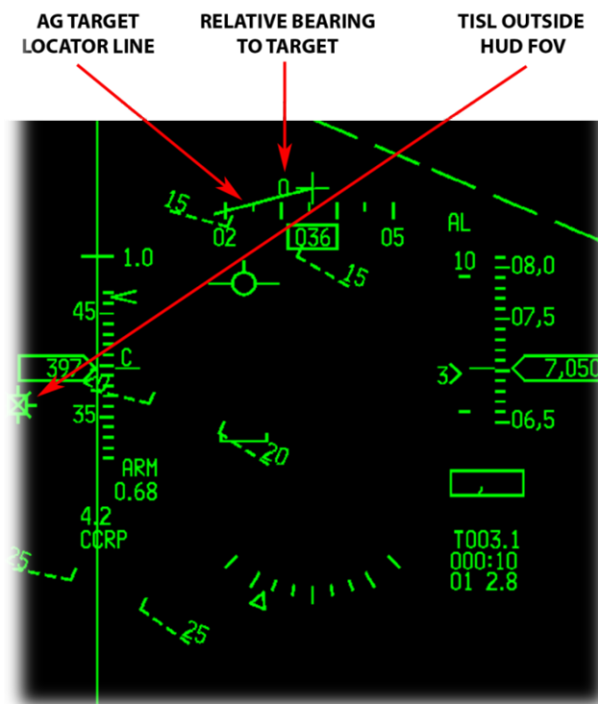 AG TARGET
LOCATOR LINE
RELATIVE BEARING
TO TARGET
TISL OUTSIDE
HUD FOV
0
15
02
036
05
AL
1.0
15
10
08,0
45
07,5
397
C
3
7,050
20
35
06,5
20
ARM
0.68
4.2
CCRP
T003.1
000:10
01 2.8
25
25